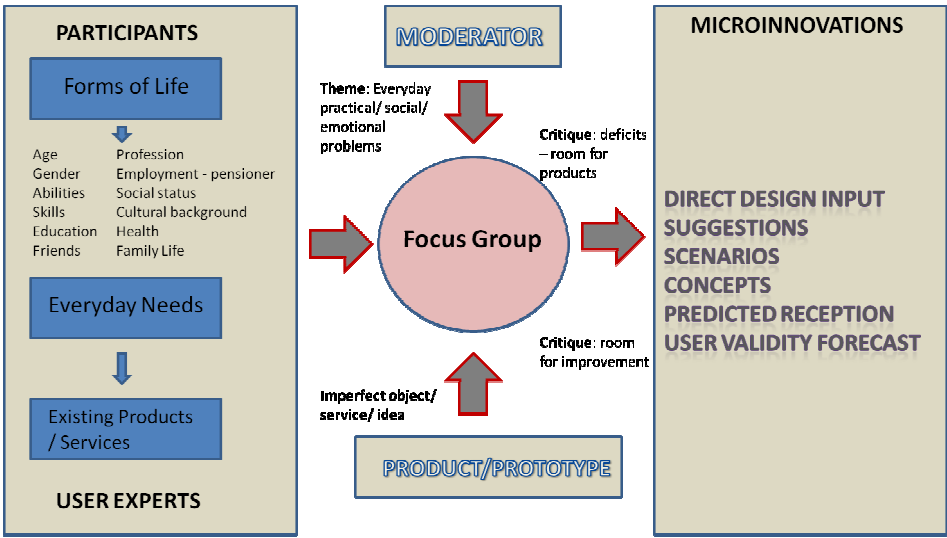 PARTICIPANTS
Forms of Life
Age
Gender
Abilities
Skills
Education
Friends
Profession
Employment - pensioner
Social status
Cultural background
Health
Family Life
Everyday Needs
Existing Products
/ Services
USER EXPERTS
MODERATOR
Theme: Everyday
practical/ social/
emotional
problems
Critique: deficits
– room for
products
Focus Group
Critique: room
for improvement
Imperfect object/
service/ idea
PRODUCT/PROTOTYPE
MICROINNOVATIONS
DIRECT DESIGN INPUT
SUGGESTIONS
SCENARIOS
CONCEPTS
PREDICTED RECEPTION
USER VALIDITY FORECAST